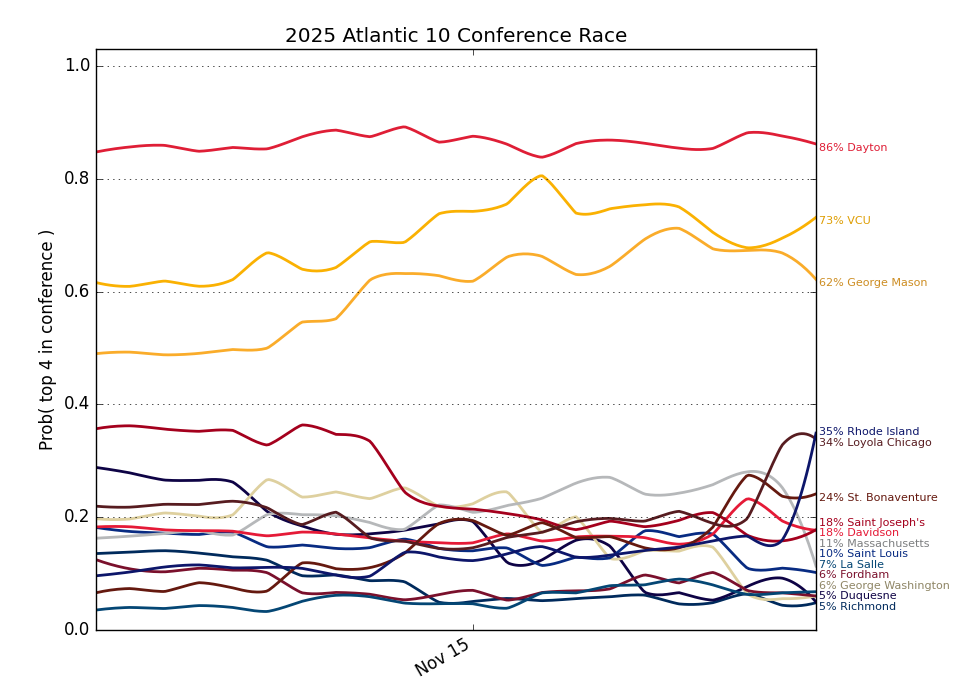 2025 Atlantic 10 Conference Race
1.0
0.8
0.6
0.4
0.2
0.0
Prob( top 4 in conference )
Nov 15
86% Dayton
73% VCU
62% George Mason
35% Rhode Island
34% Loyola Chicago
24% St. Bonaventure
18% Saint Joseph's
18% Davidson
11% Massachusetts
10% Saint Louis
7% La Salle
6% Fordham
6% George Washington
5% Duquesne
5% Richmond